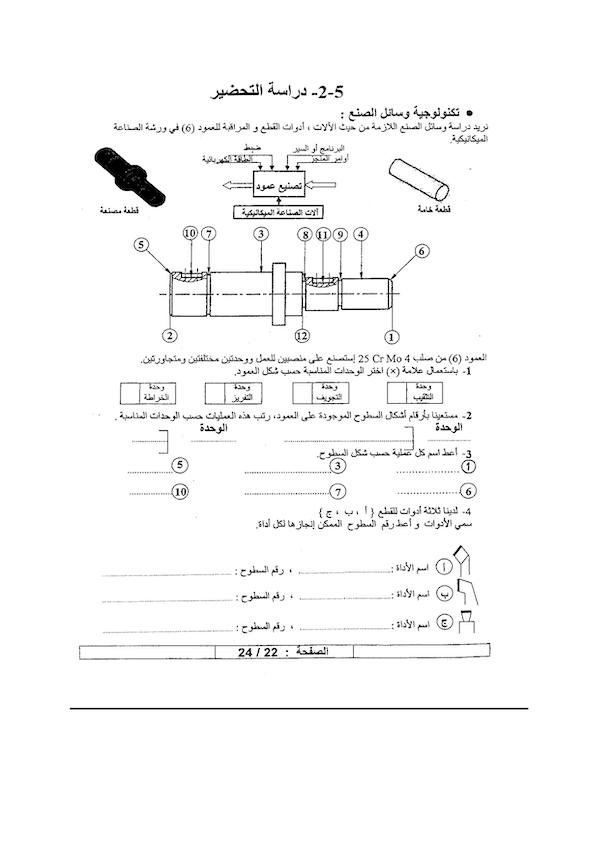 2-5- دراسة التحضير
● تكنولوجية وسائل الصنع :
نريد دراسة وسائل الصنع اللازمة من حيث الآلات ، أدوات القطع و المراقبة للعمود (6) في ورشة الصناعة
الميكانيكية.
ضبط البرنامج أو السير
الطاقة الكهربائية أوامر المنجز
تصنيع عمود
آلات الصناعة الميكانيكية
قطعة خامة
قطعة مصنعة
5 10 7 3 8 11 9 4 6
2 12 1
العمود (6) من صلب 25 Cr Mo 4 إستصنع على منصبين للعمل ووحدتين مختلفتين ومتجاورتين.
1- باستعمال علامة (×) اختر الوحدات المناسبة حسب شكل العمود.
وحدة التثقيب
وحدة التجويف
وحدة التفريز
وحدة الخراطة
2- مستعينا بأرقام أشكال السطوح الموجودة على العمود، رتب هذه العمليات حسب الوحدات المناسبة .
الوحدة الوحدة
3- أعط اسم كل عملية حسب شكل السطوح.
1 .................... 3 .................... 5 ....................
6 .................... 7 .................... 10 ....................
4- لدينا ثلاثة أدوات للقطع { أ ، ب ، ج }
سمي الأدوات و أعط رقم السطوح الممكن إنجازها لكل أداة.
أ اسم الأداة :.................... ، رقم السطوح : ....................
ب اسم الأداة :.................... ، رقم السطوح : ....................
ج اسم الأداة :.................... ، رقم السطوح : ....................
الصفحة : 22 / 24